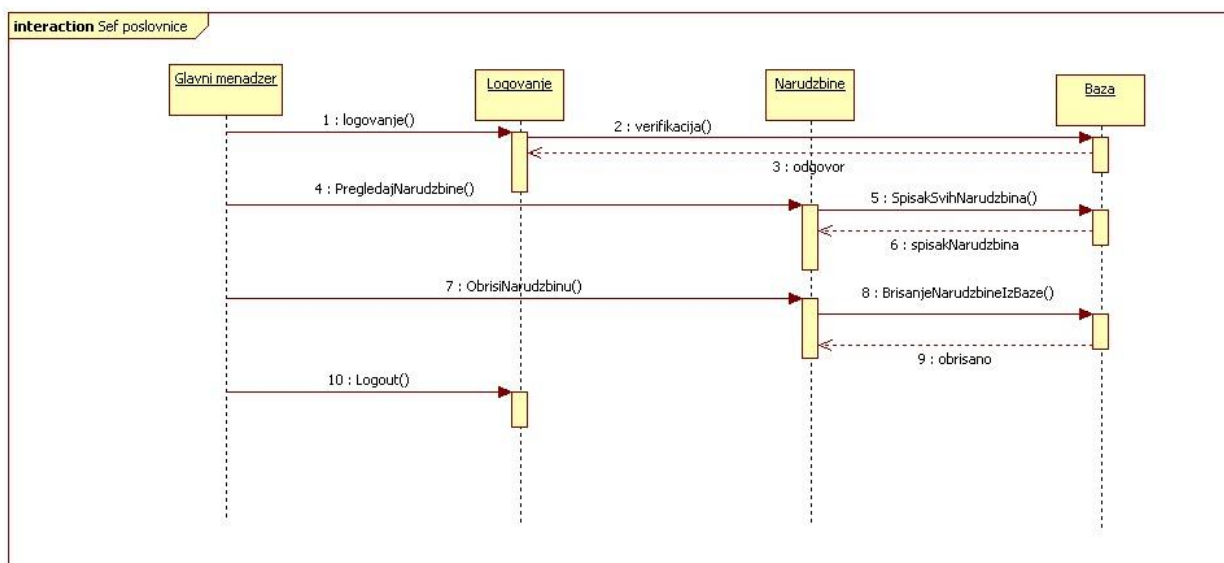 interaction Sef poslovnice
Glavni menadzer
Logovanje
Narudzbine
Baza
1 : logovanje()
2 : verifikacija()
3 : odgovor
4 : PregledajNarudzbine()
5 : SpisakSvihNarudzbina()
6 : spisakNarudzbina
7 : ObrisiNarudzbinu()
8 : BrisanjeNarudzbineIzBaze()
9 : obrisano
10 : Logout()